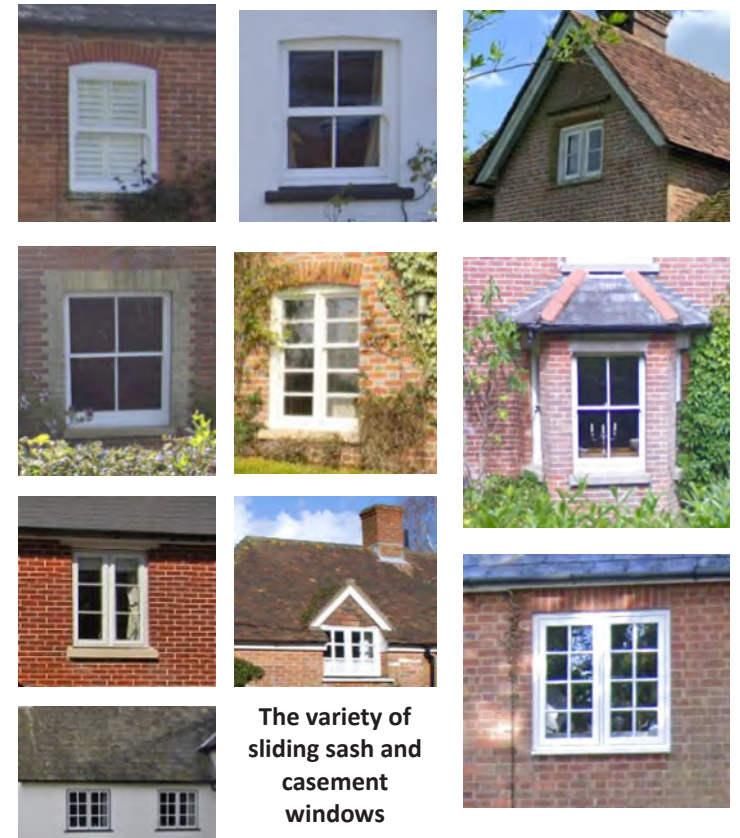 The variety of
sliding sash and
casement
windows